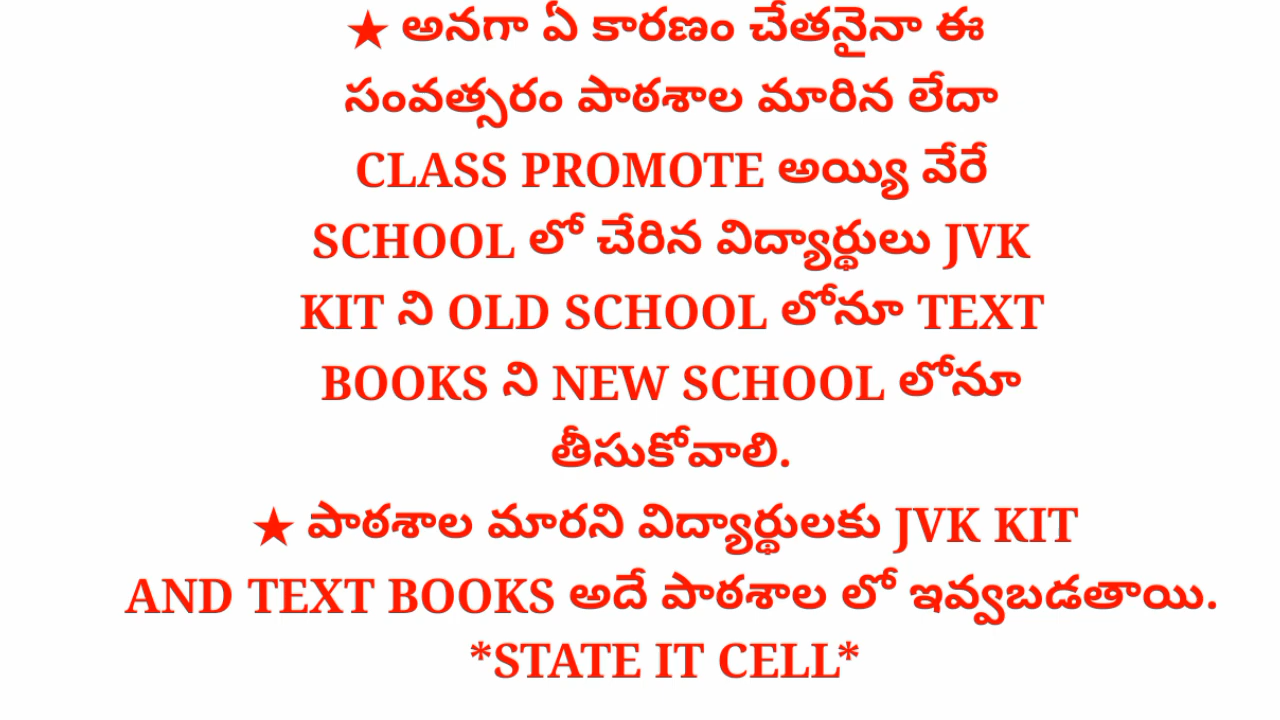 ★ అనగా ఏ కారణం చేతనైనా ఈ
సంవత్సరం పాఠశాల మారిన లేదా
CLASS PROMOTE అయ్యి వేరే
SCHOOL లో చేరిన విద్యార్థులు JVK
KIT ని OLD SCHOOL లోనూ TEXT
BOOKS ని NEW SCHOOL లోనూ
తీసుకోవాలి.
★ పాఠశాల మారని విద్యార్థులకు JVK KIT
AND TEXT BOOKS అదే పాఠశాల లో ఇవ్వబడతాయి.
*STATE IT CELL*